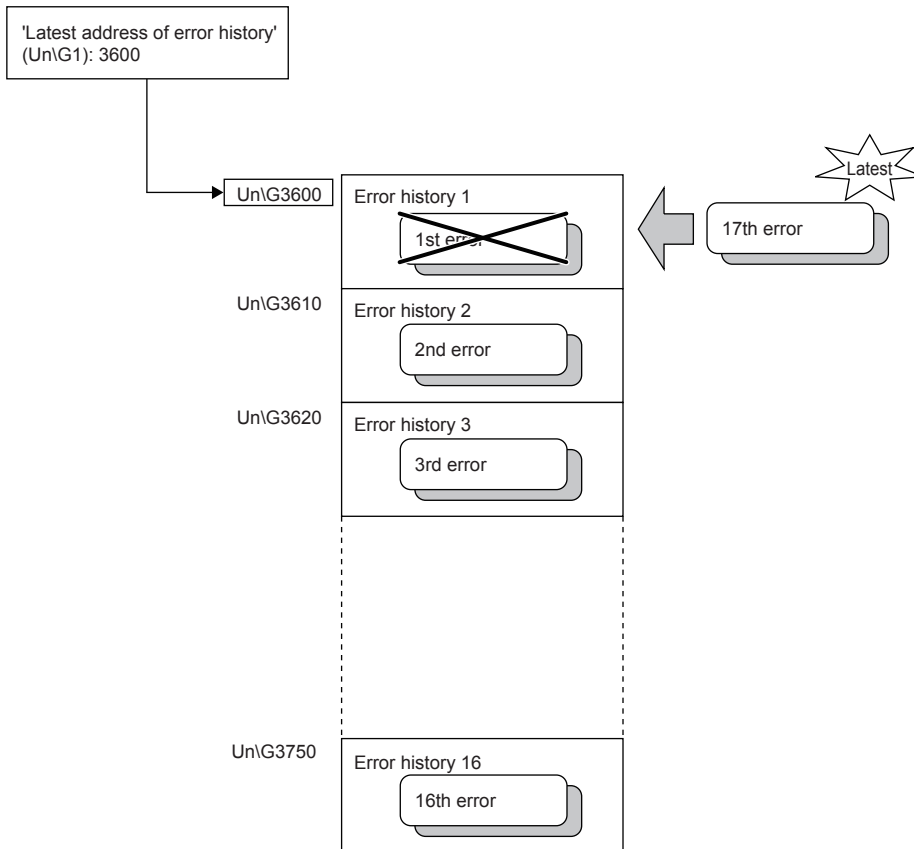 'Latest address of error history'
(Un\G1): 3600
Latest
Un\G3600
Error history 1
1st error
17th error
Un\G3610
Error history 2
2nd error
Un\G3620
Error history 3
3rd error
Un\G3750
Error history 16
16th error